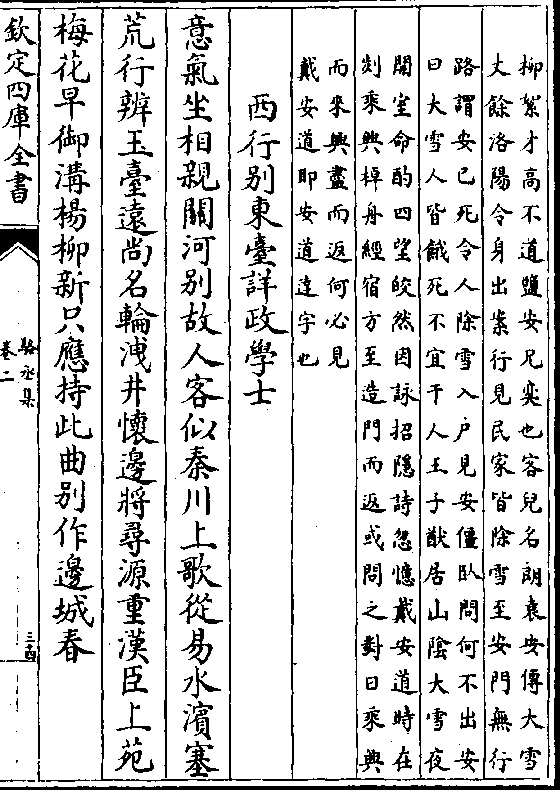 柳絮才高不道鹽安兄奕也客兒名朗袁安傳大雪
丈餘洛陽令身出案行見民家皆除雪至安門無行
路謂安已死令人除雪入户見安僵卧問何不出安
曰大雪人皆餓死不宜干人王子猷居山隂大雪夜
開室命酌四望皎然因詠招隠詩忽憶戴安道時在
剡乘興棹舟經宿方至造門而返或問之對曰乘興
而來興盡而返何必見
戴安道即安道逵字也
西行别東臺詳政學士
意氣坐相親關河别故人客似秦川上歌從易水濱塞
荒行辨玉臺遠尚名輪洩井懷邊將尋源重漢臣上苑
梅花早御溝楊柳新只應持此曲别作邊城春
欽定四庫全書
駱丞集
卷二
三古